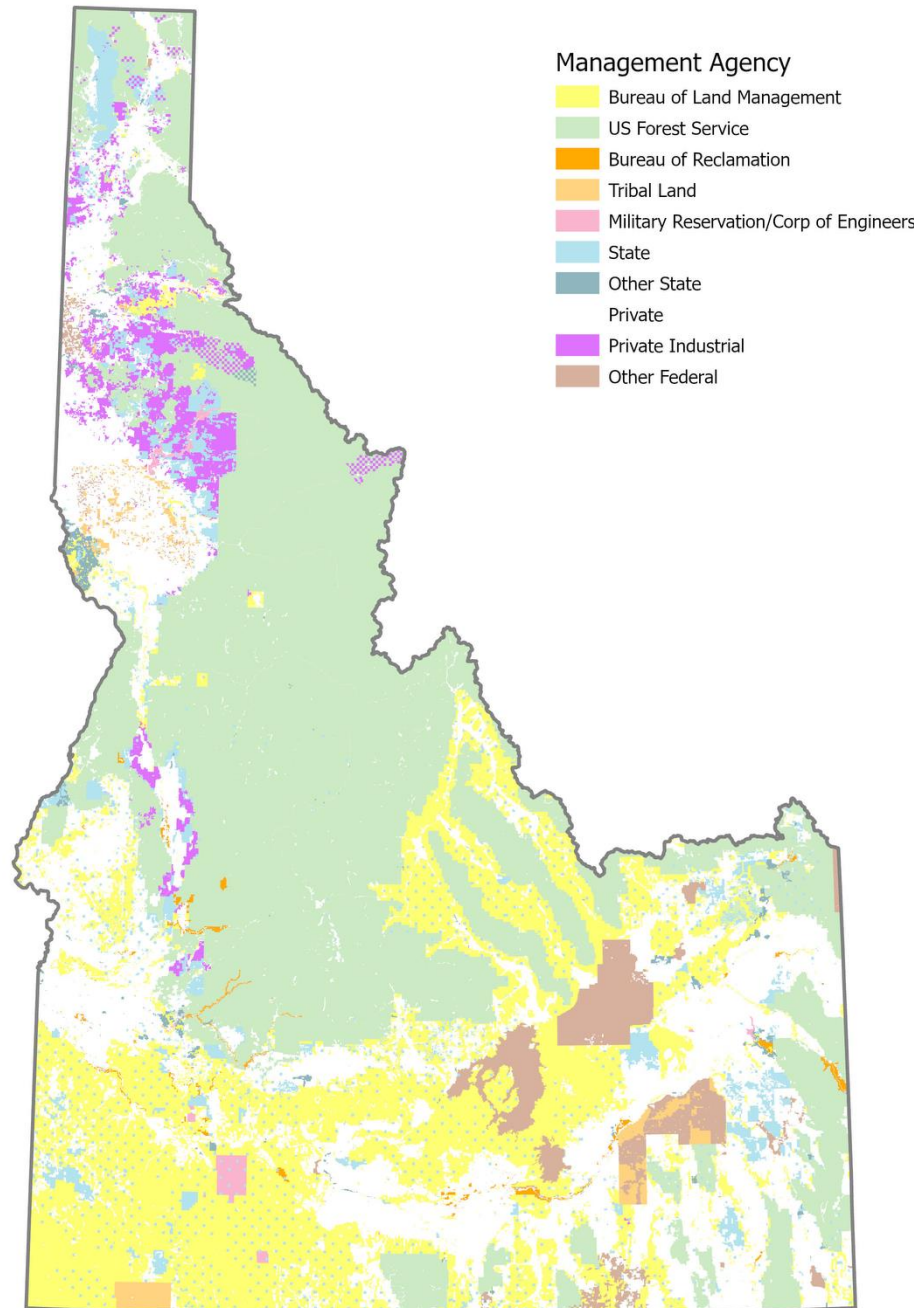 Management Agency
Bureau of Land Management
US Forest Service
Bureau of Reclamation
Tribal Land
Military Reservation/Corp of Engineers
State
Other State
Private
Private Industrial
Other Federal